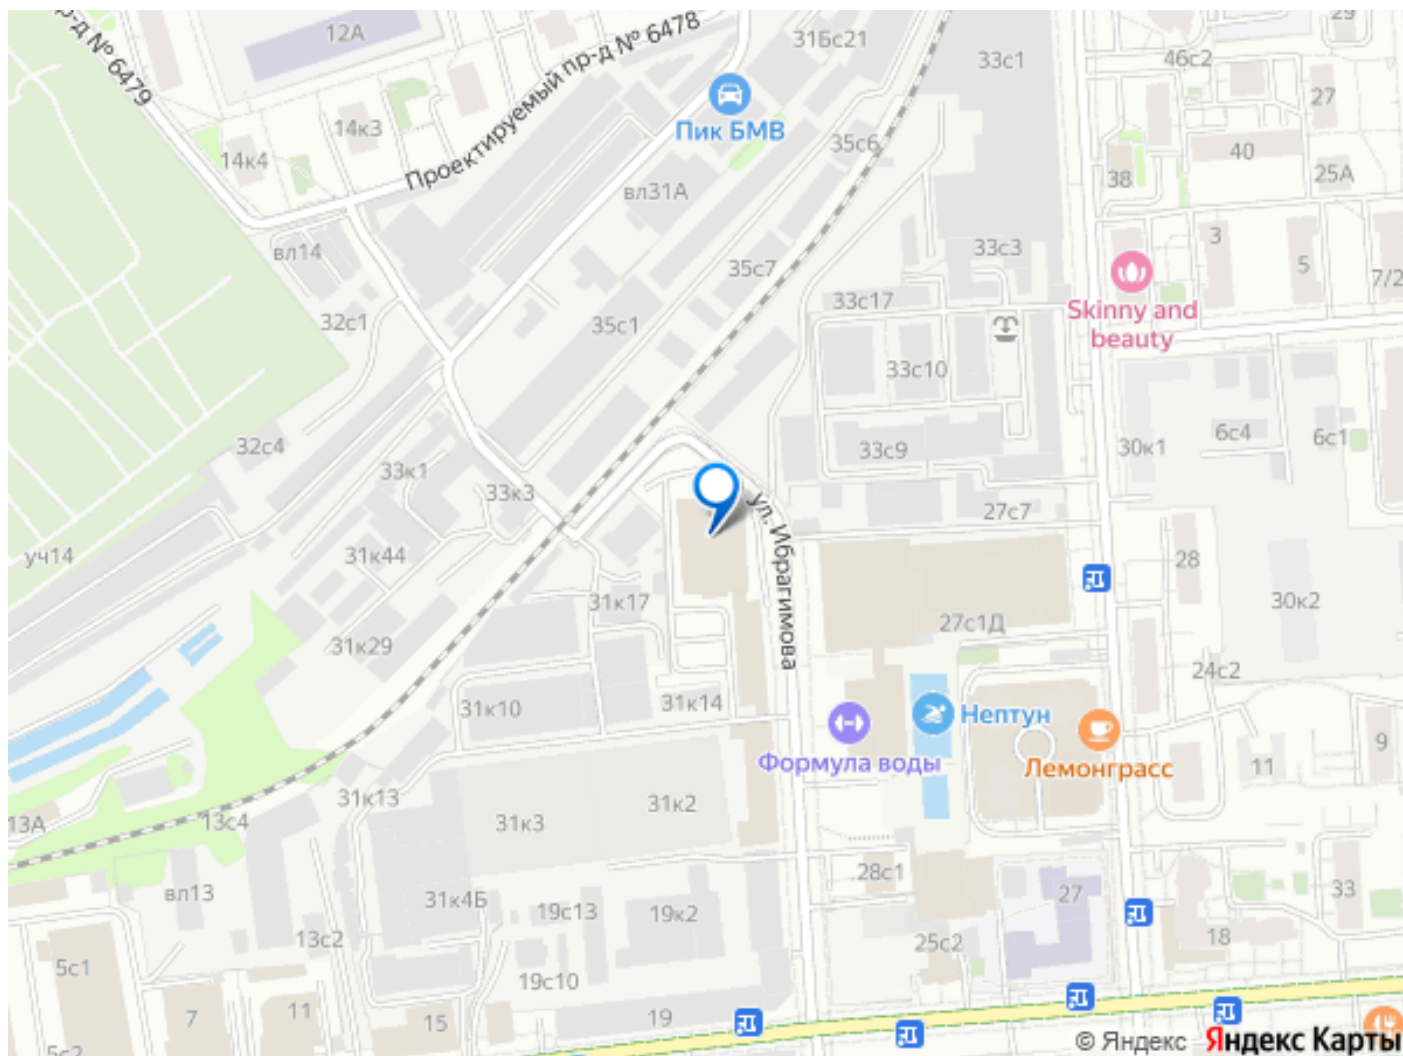 12А
31Бс21
33с1
29
46с2
р-д № 6479
Проектируемый пр-д № 6478
Пик БМВ
27
14к3
14к4
35с6
40
38
25А
вл31А
вл14
35с7
33с3
3
5
7/2
33с17
Skinny and
beauty
32с1
35с1
33с10
32с4
33с9
30к1
6с4
6с1
33к1
33к3
ул. Ибрагимова
27с7
уч14
31к44
28
31к17
30к2
27с1Д
31к29
24с2
31к14
31к10
Нептун
Формула воды
Лемонграсс
9
11
31к13
13А
13с4
31к3
31к2
28с1
вл13
31к4Б
27
33
19с13
19к2
13с2
25с2
18
5с1
19с10
7
11
15
19
5с2
© Яндекс Яндекс Карты